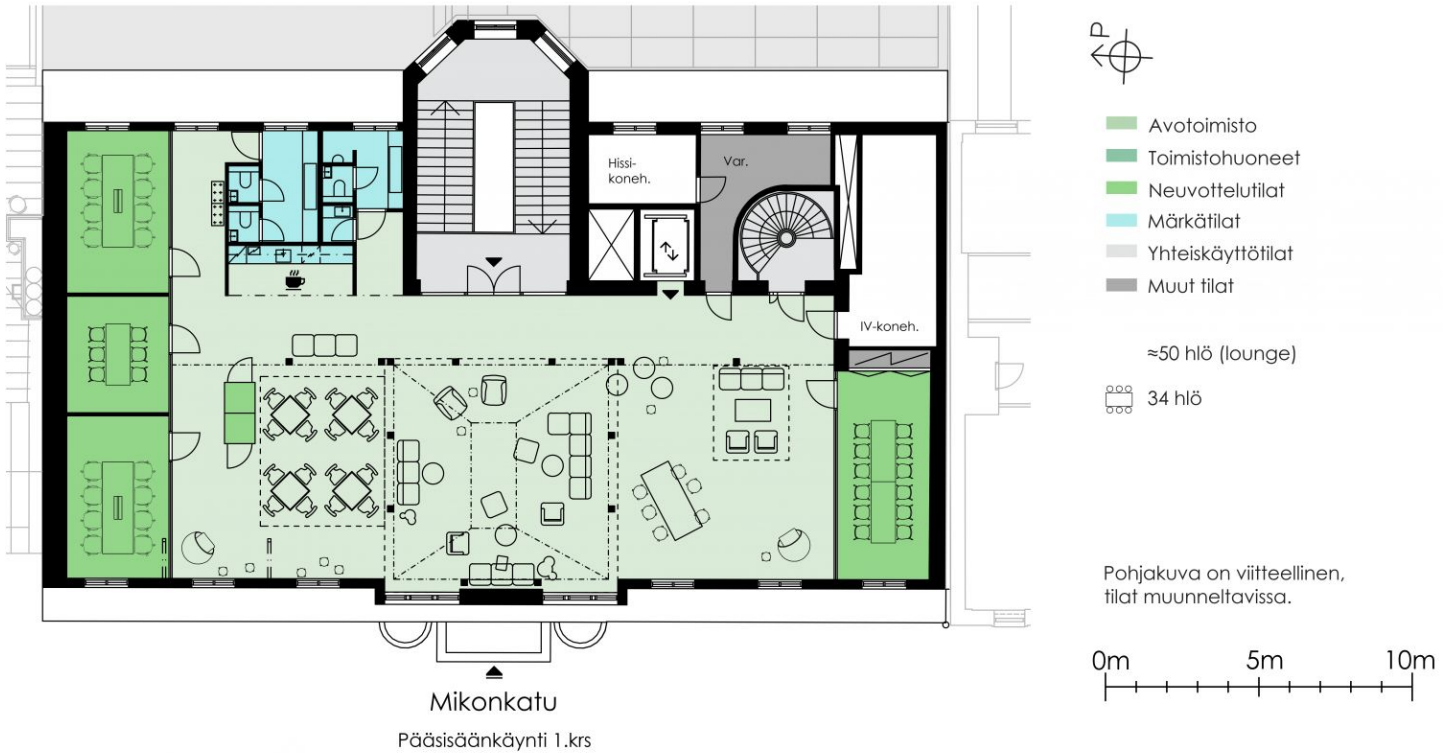 P
Avotoimisto
Toimistohuoneet
Neuvottelutilat
Märkätilat
Yhteiskäyttötilat
Muut tilat
≈50 hlö (lounge)
34 hlö
Hissi-
koneh.
Var.
IV-koneh.
Pohjakuva on viitteellinen,
tilat muunneltavissa.
0m 5m 10m
Mikonkatu
Pääsisäänkäynti 1.krs